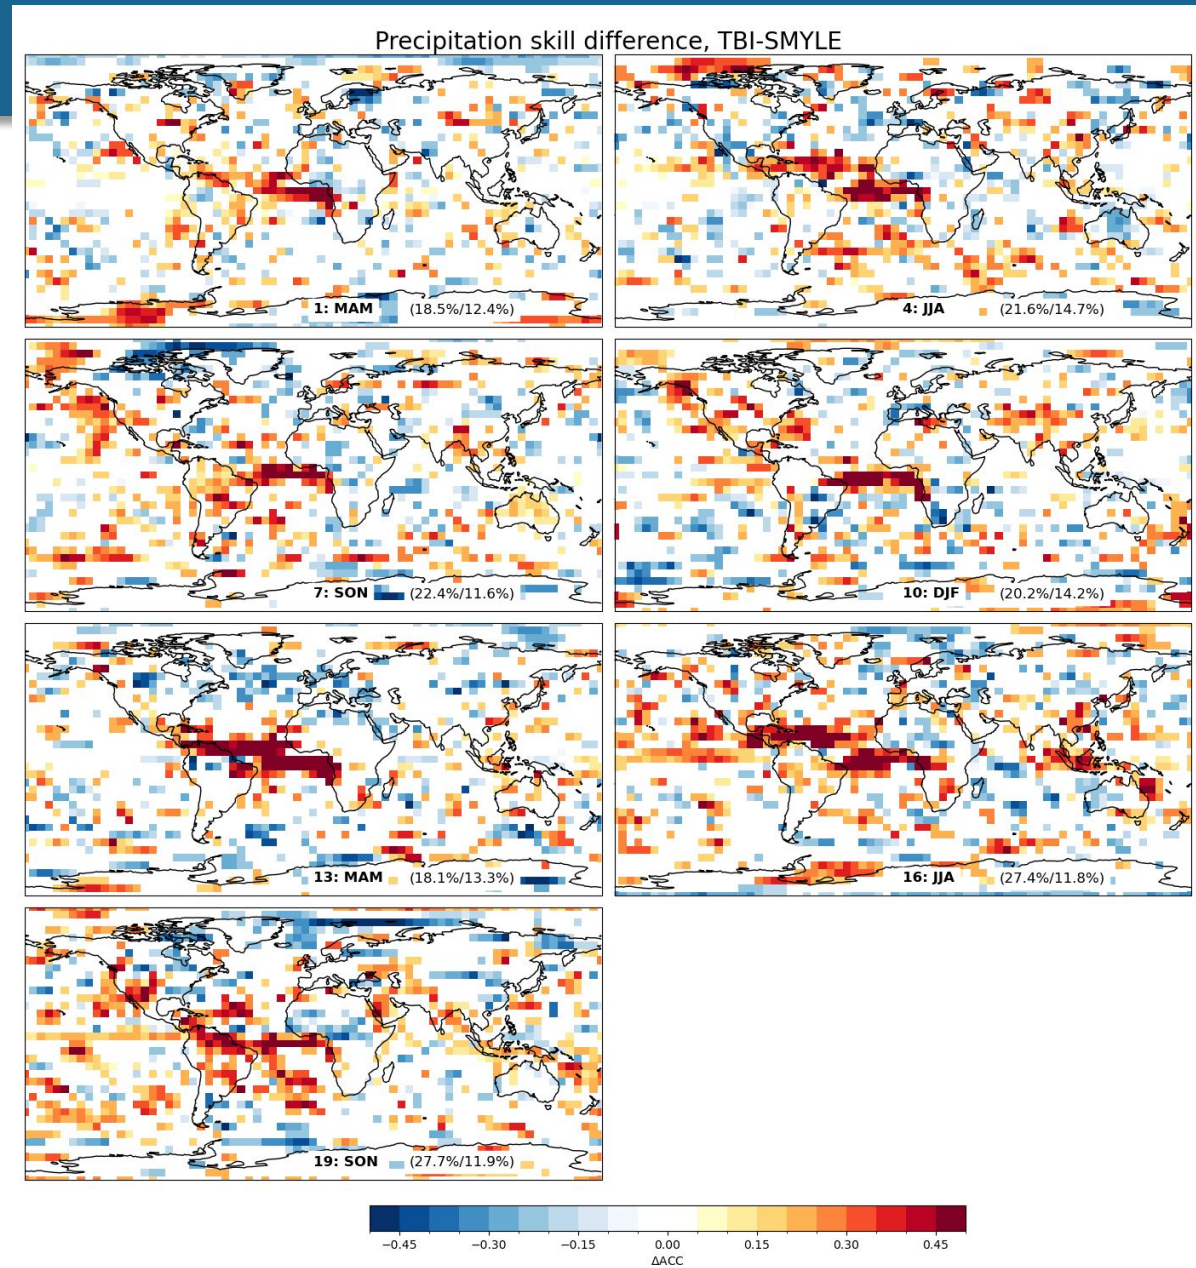 Precipitation skill difference, TBI-SMYLE
1: MAM (18.5%/12.4%)
4: JJA (21.6%/14.7%)
7: SON (22.4%/11.6%)
10: DJF (20.2%/14.2%)
13: MAM (18.1%/13.3%)
16: JJA (27.4%/11.8%)
19: SON (27.7%/11.9%)
−0.45 −0.30 −0.15 0.00 0.15 0.30 0.45
ΔACC